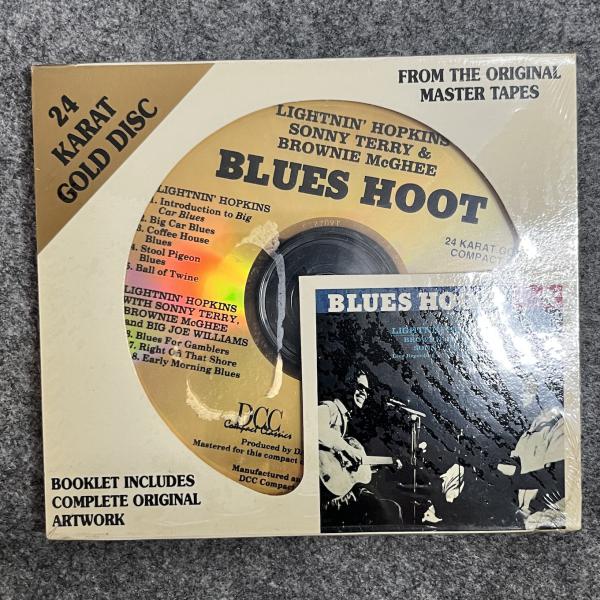 24
KARAT
GOLD DISC
FROM THE ORIGINAL
MASTER TAPES
LIGHTNIN' HOPKINS
SONNY TERRY &
BROWNIE McGHEE
BLUES HOOT
LIGHTNIN' HOPKINS
1. Introduction to Big
Car Blues
2. Big Car Blues
3. Coffee House
Blues
4. Stool Pigeon
Blues
5. Ball of Twine
24 KARAT
COMPACT
LIGHTNIN' HOPKINS
WITH SONNY TERRY,
BROWNIE McGHEE
and BIG JOE WILLIAMS
6. Blues For Gamblers
7. Right On That Shore
8. Early Morning Blues
BLUES
DCC
Compact Classics
Produced by
Mastered for this compact
Manufactured
DCC Compact
BOOKLET INCLUDES
COMPLETE ORIGINAL
ARTWORK